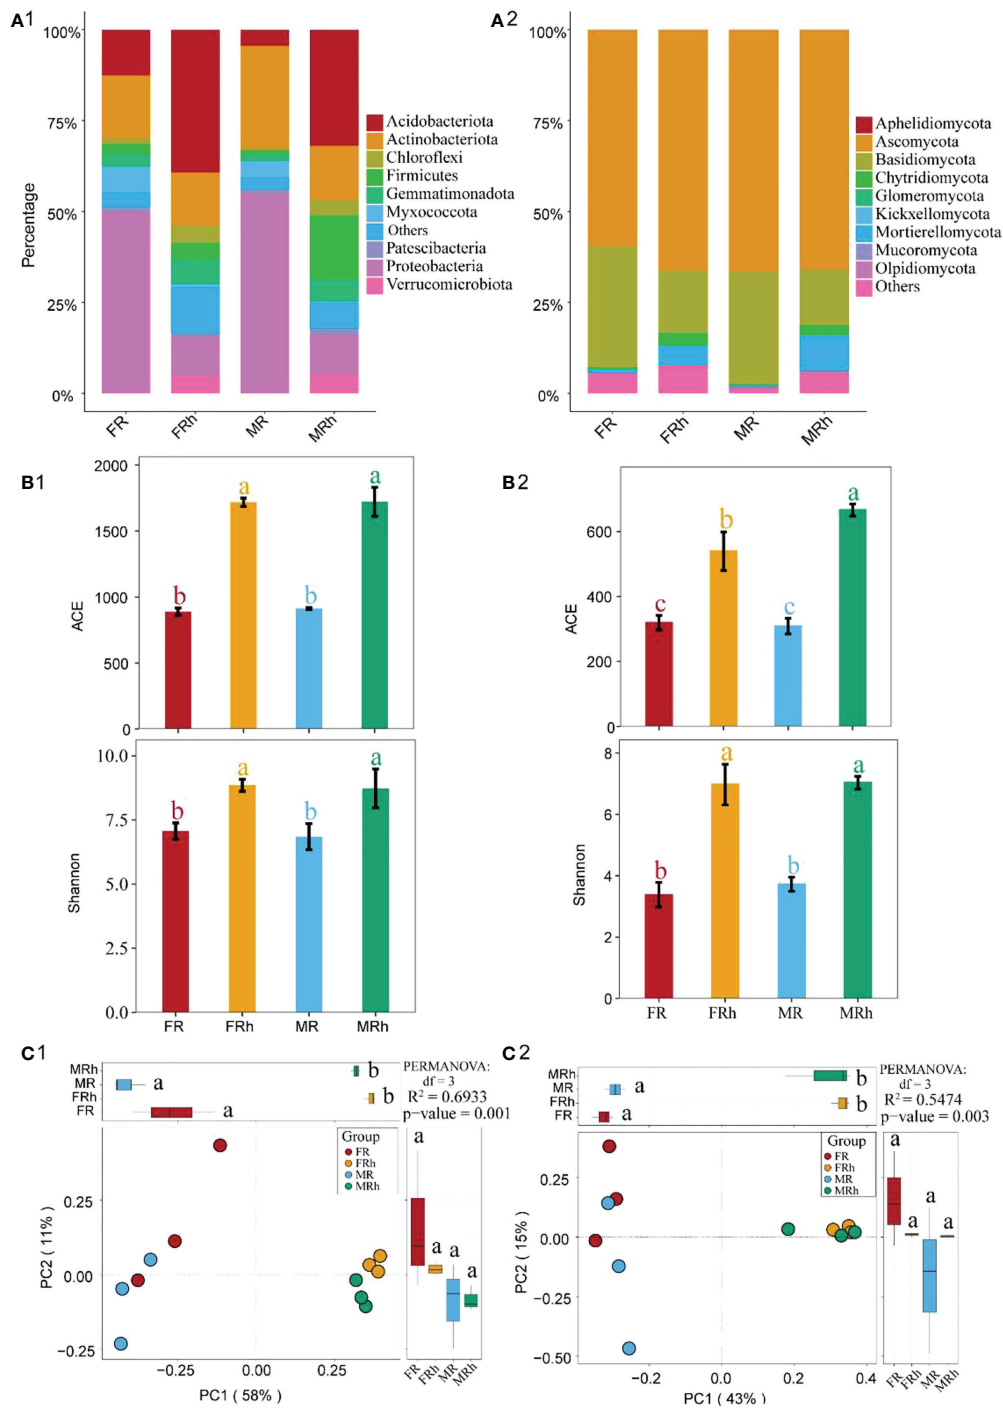 A1
100%
75%
50%
25%
0%
Percentage
FR
FRh
MR
MRh
Acidobacteriota
Actinobacteriota
Chloroflexi
Firmicutes
Gemmatimonadota
Myxococcota
Others
Patescibacteria
Proteobacteria
Verrucomicrobiota
A2
100%
75%
50%
25%
0%
FR
FRh
MR
MRh
Aphelidiomycota
Ascomycota
Basidiomycota
Chytridiomycota
Glomeromycota
Kickxellomycota
Mortierellomycota
Mucoromycota
Olpidiomycota
Others
B1
2000
1500
1000
500
0
ACE
b
a
b
a
10.0
7.5
5.0
2.5
0.0
Shannon
b
a
b
a
FR
FRh
MR
MRh
B2
600
400
200
0
ACE
c
b
c
a
8
6
4
2
0
Shannon
b
a
b
a
FR
FRh
MR
MRh
C1
MRh
MR
FRh
FR
b
a
b
a
PERMANOVA:
df = 3
R² = 0.6933
p-value = 0.001
Group
FR
FRh
MR
MRh
0.25
0.00
−0.25
PC2 ( 11% )
−0.25
0.00
0.25
PC1 ( 58% )
a
a
a
a
FR
FRh
MR
MRh
C2
MRh
MR
FRh
FR
b
a
b
a
PERMANOVA:
df = 3
R² = 0.5474
p-value = 0.003
Group
FR
FRh
MR
MRh
0.25
0.00
−0.25
−0.50
PC2 ( 15% )
−0.2
0.0
0.2
0.4
PC1 ( 43% )
a
a
a
a
FR
FRh
MR
MRh